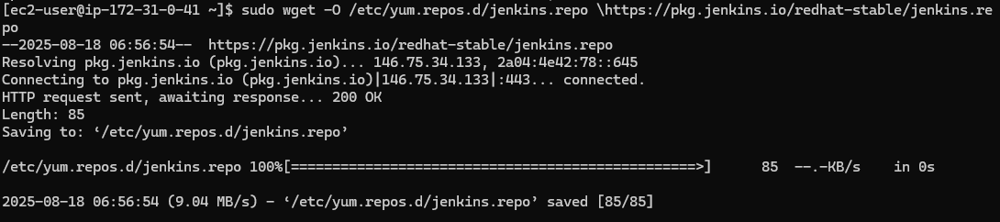 [ec2-user@ip-172-31-0-41 ~]$ sudo wget -O /etc/yum.repos.d/jenkins.repo \https://pkg.jenkins.io/redhat-stable/jenkins.re
po
--2025-08-18 06:56:54--  https://pkg.jenkins.io/redhat-stable/jenkins.repo
Resolving pkg.jenkins.io (pkg.jenkins.io)... 146.75.34.133, 2a04:4e42:78::645
Connecting to pkg.jenkins.io (pkg.jenkins.io)|146.75.34.133|:443... connected.
HTTP request sent, awaiting response... 200 OK
Length: 85
Saving to: ‘/etc/yum.repos.d/jenkins.repo’
/etc/yum.repos.d/jenkins.repo 100%[=================================================>]      85  --.-KB/s    in 0s
2025-08-18 06:56:54 (9.04 MB/s) - ‘/etc/yum.repos.d/jenkins.repo’ saved [85/85]